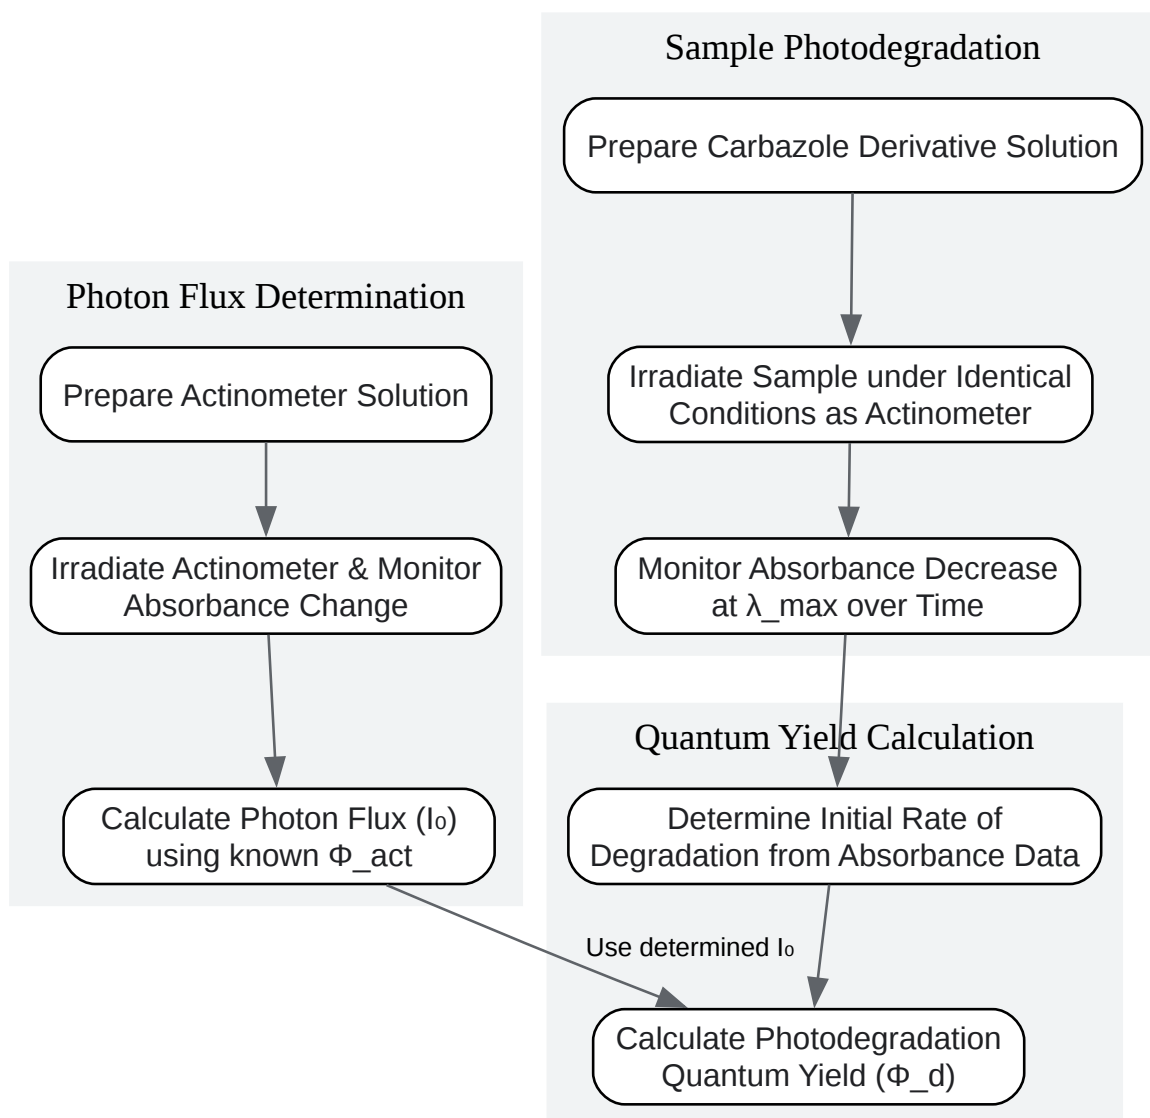 Sample Photodegradation
Prepare Carbazole Derivative Solution
Irradiate Sample under Identical
Conditions as Actinometer
Monitor Absorbance Decrease
at λ_max over Time
Photon Flux Determination
Prepare Actinometer Solution
Irradiate Actinometer & Monitor
Absorbance Change
Calculate Photon Flux (I₀)
using known Φ_act
Quantum Yield Calculation
Determine Initial Rate of
Degradation from Absorbance Data
Use determined I₀
Calculate Photodegradation
Quantum Yield (Φ_d)